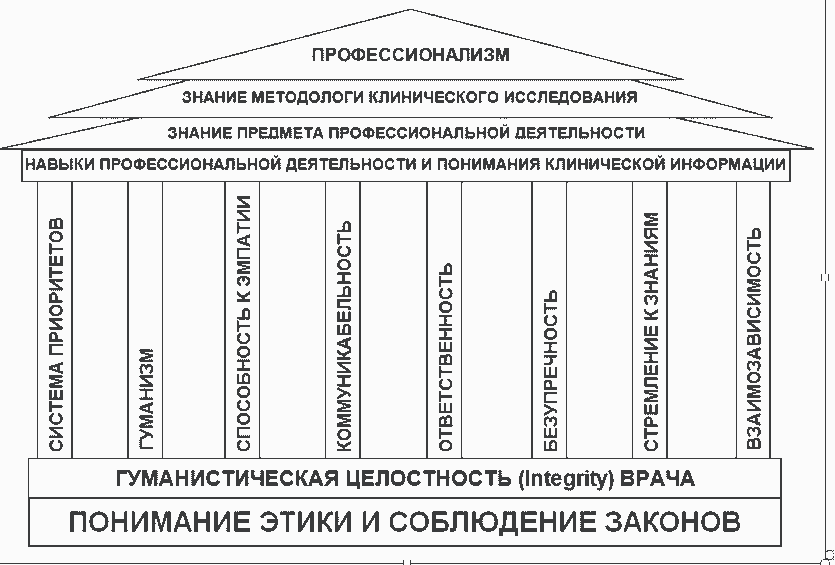 ПРОФЕССИОНАЛИЗМ
ЗНАНИЕ МЕТОДОЛОГИ КЛИНИЧЕСКОГО ИССЛЕДОВАНИЯ
ЗНАНИЕ ПРЕДМЕТА ПРОФЕССИОНАЛЬНОЙ ДЕЯТЕЛЬНОСТИ
НАВЫКИ ПРОФЕССИОНАЛЬНОЙ ДЕЯТЕЛЬНОСТИ И ПОНИМАНИЯ КЛИНИЧЕСКОЙ ИНФОРМАЦИИ
СИСТЕМА ПРИОРИТЕТОВ
ГУМАНИЗМ
СПОСОБНОСТЬ К ЭМПАТИИ
КОММУНИКАБЕЛЬНОСТЬ
ОТВЕТСТВЕННОСТЬ
БЕЗУПРЕЧНОСТЬ
СТРЕМЛЕНИЕ К ЗНАНИЯМ
ВЗАИМОЗАВИСИМОСТЬ
ГУМАНИСТИЧЕСКАЯ ЦЕЛОСТНОСТЬ (Integrity) ВРАЧА
ПОНИМАНИЕ ЭТИКИ И СОБЛЮДЕНИЕ ЗАКОНОВ